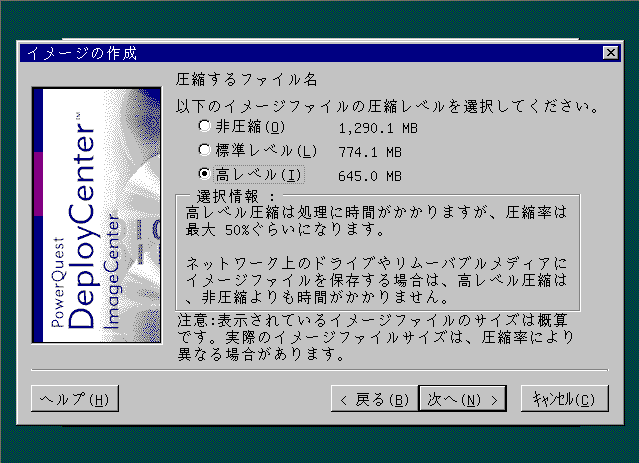 イメージの作成
圧縮するファイル名
以下のイメージファイルの圧縮レベルを選択してください。
非圧縮(O) 1,290.1 MB
標準レベル(L) 774.1 MB
高レベル(I) 645.0 MB
選択情報 :
高レベル圧縮は処理に時間がかかりますが、圧縮率は
最大 50%ぐらいになります。
ネットワーク上のドライブやリムーバブルメディアに
イメージファイルを保存する場合は、高レベル圧縮は
、非圧縮よりも時間がかかりません。
注意:表示されているイメージファイルのサイズは概算
です。実際のイメージファイルサイズは、圧縮率により
異なる場合があります。
PowerQuest
DeployCenter™
ImageCenter
ヘルプ(H)
< 戻る(B)
次へ(N) >
ｷｬﾝｾﾙ(C)